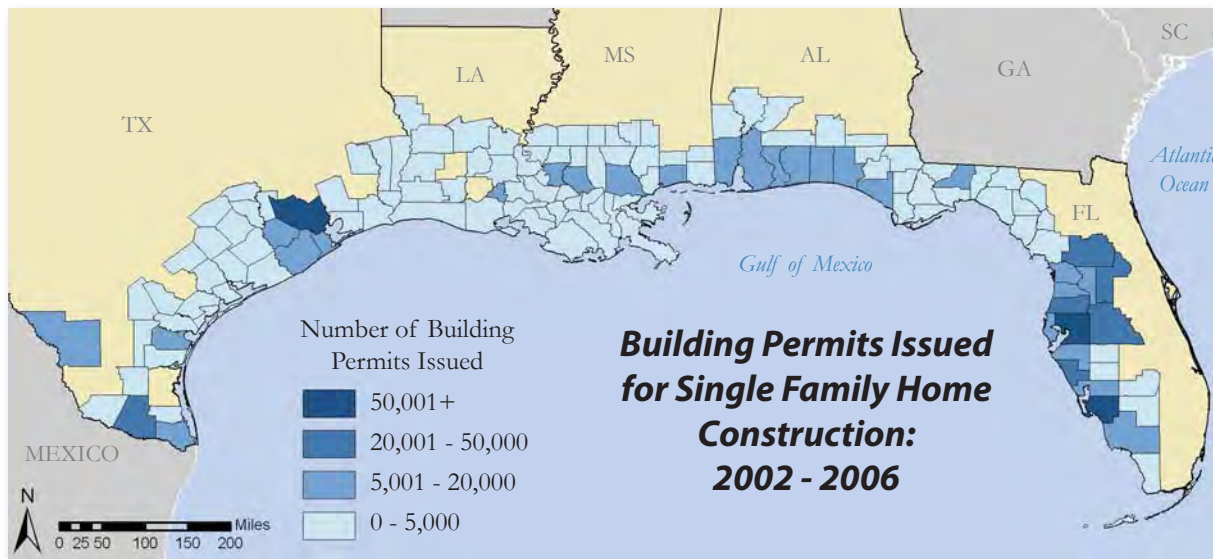 SC
MS
AL
GA
LA
TX
Atlantic
Ocean
FL
Gulf of Mexico
Number of Building
Permits Issued
50,001+
20,001 - 50,000
5,001 - 20,000
0 - 5,000
Building Permits Issued
for Single Family Home
Construction:
2002 - 2006
MEXICO
N
Miles
0 25 50 100 150 200